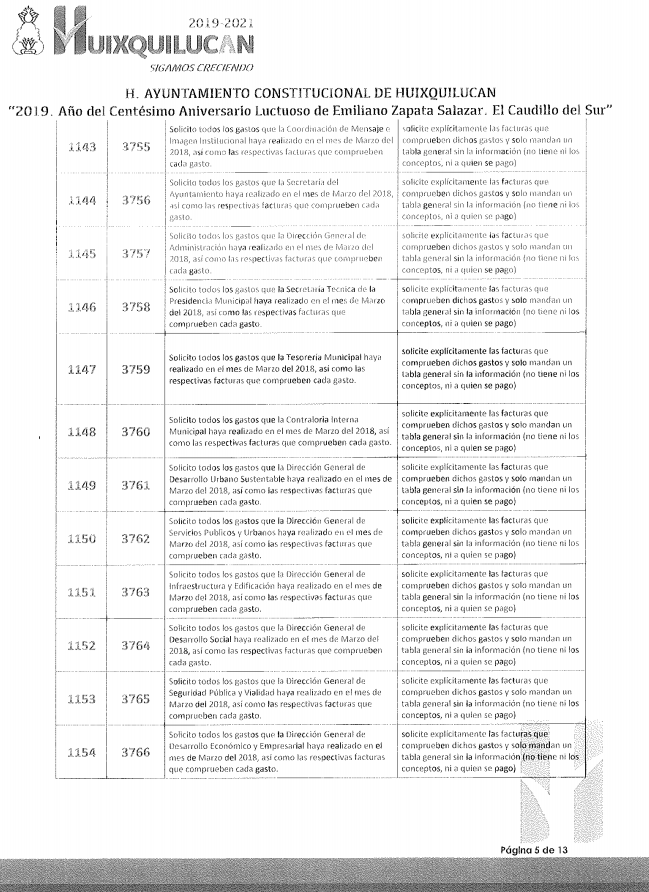 2019-2021
HUIXQUILUCAN
SIGAMOS CRECIENDO
H. AYUNTAMIENTO CONSTITUCIONAL DE HUIXQUILUCAN
"2019. Año del Centésimo Aniversario Luctuoso de Emiliano Zapata Salazar. El Caudillo del Sur"
1143
3755
Solicito todos los gastos que la Coordinación de Mensaje e
Imagen Institucional haya realizado en el mes de Marzo del
2018, así como las respectivas facturas que comprueben
cada gasto.
solicite explícitamente las facturas que
comprueben dichos gastos y solo mandan un
tabla general sin la información (no tiene ni los
conceptos, ni a quien se pago)
1144
3756
Solicito todos los gastos que la Secretaría del
Ayuntamiento haya realizado en el mes de Marzo del 2018,
así como las respectivas facturas que comprueben cada
gasto.
solicite explícitamente las facturas que
comprueben dichos gastos y solo mandan un
tabla general sin la información (no tiene ni los
conceptos, ni a quien se pago)
1145
3757
Solicito todos los gastos que la Dirección General de
Administración haya realizado en el mes de Marzo del
2018, así como las respectivas facturas que comprueben
cada gasto.
solicite explícitamente las facturas que
comprueben dichos gastos y solo mandan un
tabla general sin la información (no tiene ni los
conceptos, ni a quien se pago)
1146
3758
Solicito todos los gastos que la Secretaría Tecnica de la
Presidencia Municipal haya realizado en el mes de Marzo
del 2018, así como las respectivas facturas que
comprueben cada gasto.
solicite explícitamente las facturas que
comprueben dichos gastos y solo mandan un
tabla general sin la información (no tiene ni los
conceptos, ni a quien se pago)
1147
3759
Solicito todos los gastos que la Tesorería Municipal haya
realizado en el mes de Marzo del 2018, así como las
respectivas facturas que comprueben cada gasto.
solicite explícitamente las facturas que
comprueben dichos gastos y solo mandan un
tabla general sin la información (no tiene ni los
conceptos, ni a quien se pago)
1148
3760
Solicito todos los gastos que la Contraloría Interna
Municipal haya realizado en el mes de Marzo del 2018, así
como las respectivas facturas que comprueben cada gasto.
solicite explícitamente las facturas que
comprueben dichos gastos y solo mandan un
tabla general sin la información (no tiene ni los
conceptos, ni a quien se pago)
1149
3761
Solicito todos los gastos que la Dirección General de
Desarrollo Urbano Sustentable haya realizado en el mes de
Marzo del 2018, así como las respectivas facturas que
comprueben cada gasto.
solicite explícitamente las facturas que
comprueben dichos gastos y solo mandan un
tabla general sin la información (no tiene ni los
conceptos, ni a quien se pago)
1150
3762
Solicito todos los gastos que la Dirección General de
Servicios Publicos y Urbanos haya realizado en el mes de
Marzo del 2018, así como las respectivas facturas que
comprueben cada gasto.
solicite explícitamente las facturas que
comprueben dichos gastos y solo mandan un
tabla general sin la información (no tiene ni los
conceptos, ni a quien se pago)
1151
3763
Solicito todos los gastos que la Dirección General de
Infraestructura y Edificación haya realizado en el mes de
Marzo del 2018, así como las respectivas facturas que
comprueben cada gasto.
solicite explícitamente las facturas que
comprueben dichos gastos y solo mandan un
tabla general sin la información (no tiene ni los
conceptos, ni a quien se pago)
1152
3764
Solicito todos los gastos que la Dirección General de
Desarrollo Social haya realizado en el mes de Marzo del
2018, así como las respectivas facturas que comprueben
cada gasto.
solicite explícitamente las facturas que
comprueben dichos gastos y solo mandan un
tabla general sin la información (no tiene ni los
conceptos, ni a quien se pago)
1153
3765
Solicito todos los gastos que la Dirección General de
Seguridad Pública y Vialidad haya realizado en el mes de
Marzo del 2018, así como las respectivas facturas que
comprueben cada gasto.
solicite explícitamente las facturas que
comprueben dichos gastos y solo mandan un
tabla general sin la información (no tiene ni los
conceptos, ni a quien se pago)
1154
3766
Solicito todos los gastos que la Dirección General de
Desarrollo Económico y Empresarial haya realizado en el
mes de Marzo del 2018, así como las respectivas facturas
que comprueben cada gasto.
solicite explícitamente las facturas que
comprueben dichos gastos y solo mandan un
tabla general sin la información (no tiene ni los
conceptos, ni a quien se pago)
Página 5 de 13